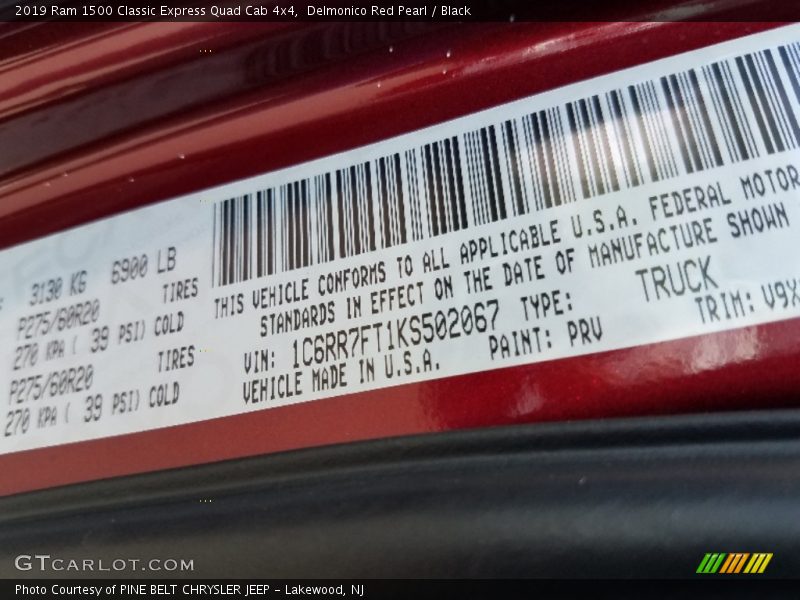 2019 Ram 1500 Classic Express Quad Cab 4x4, Delmonico Red Pearl / Black
3130 KG 6900 LB
P275/60R20 TIRES
270 KPA ( 39 PSI) COLD
P275/60R20 TIRES
270 KPA ( 39 PSI) COLD
THIS VEHICLE CONFORMS TO ALL APPLICABLE U.S.A. FEDERAL MOTOR
STANDARDS IN EFFECT ON THE DATE OF MANUFACTURE SHOWN
VIN: 1C6RR7FT1KS502067 TYPE: TRUCK
VEHICLE MADE IN U.S.A. PAINT: PRV TRIM: V9X
GTCARLOT.COM
Photo Courtesy of PINE BELT CHRYSLER JEEP - Lakewood, NJ